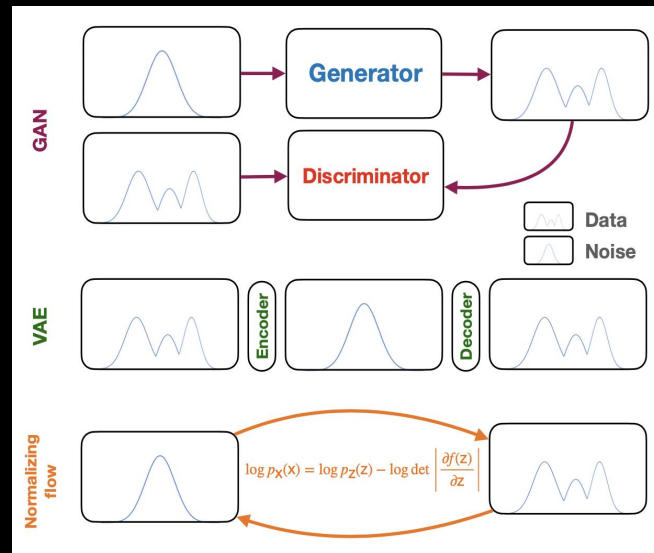 GAN
Generator
Discriminator
Data
Noise
VAE
Encoder
Decoder
Normalizing
flow
log p_X(x) = log p_Z(z) − log det |∂f(z)/∂z|